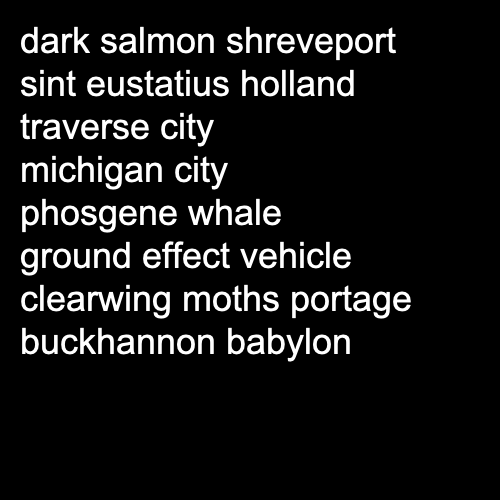 dark salmon shreveport
sint eustatius holland
traverse city
michigan city
phosgene whale
ground effect vehicle
clearwing moths portage
buckhannon babylon